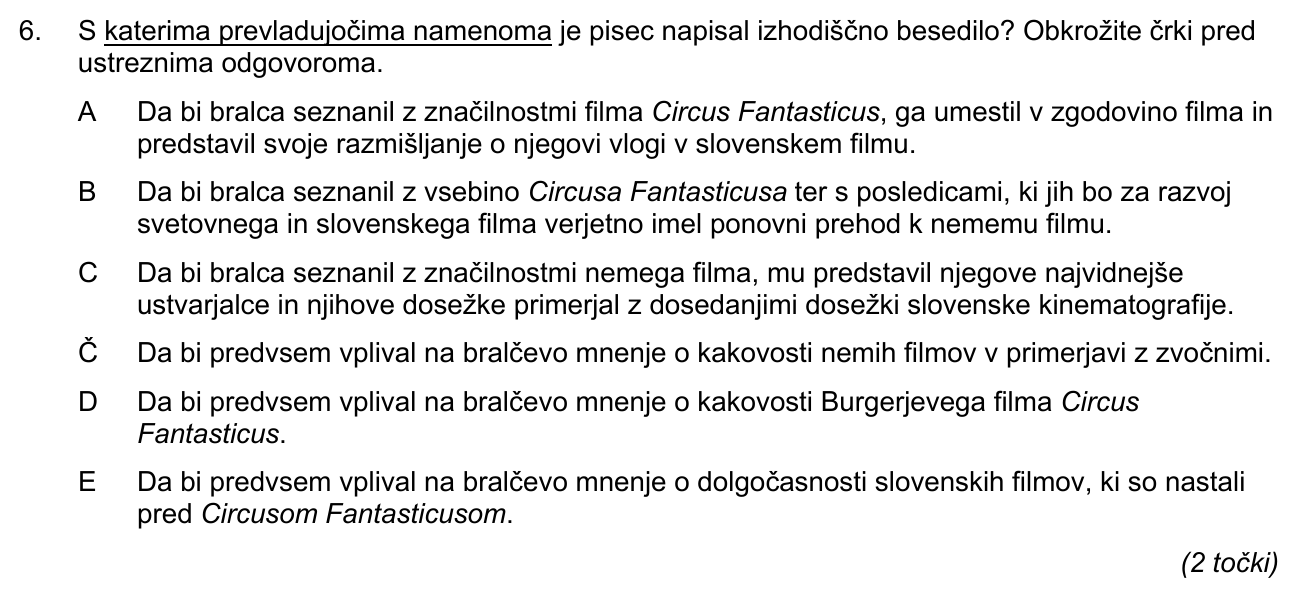 6. S katerima prevladujočima namenoma je pisec napisal izhodiščno besedilo? Obkrožite črki pred
ustreznima odgovoroma.
A Da bi bralca seznanil z značilnostmi filma Circus Fantasticus, ga umestil v zgodovino filma in
predstavil svoje razmišljanje o njegovi vlogi v slovenskem filmu.
B Da bi bralca seznanil z vsebino Circusa Fantasticusa ter s posledicami, ki jih bo za razvoj
svetovnega in slovenskega filma verjetno imel ponovni prehod k nememu filmu.
C Da bi bralca seznanil z značilnostmi nemega filma, mu predstavil njegove najvidnejše
ustvarjalce in njihove dosežke primerjal z dosedanjimi dosežki slovenske kinematografije.
Č Da bi predvsem vplival na bralčevo mnenje o kakovosti nemih filmov v primerjavi z zvočnimi.
D Da bi predvsem vplival na bralčevo mnenje o kakovosti Burgerjevega filma Circus
Fantasticus.
E Da bi predvsem vplival na bralčevo mnenje o dolgočasnosti slovenskih filmov, ki so nastali
pred Circusom Fantasticusom.
(2 točki)